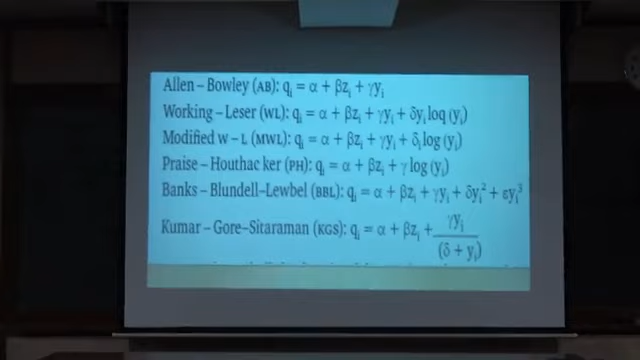 Allen – Bowley (AB): qᵢ = α + βzᵢ + γyᵢ
Working – Leser (WL): qᵢ = α + βzᵢ + γyᵢ + δyᵢ loq (yᵢ)
Modified W – L (MWL): qᵢ = α + βzᵢ + γyᵢ + δᵢ log (yᵢ)
Praise – Houthac ker (PH): qᵢ = α + βzᵢ + γ log (yᵢ)
Banks – Blundell–Lewbel (BBL): qᵢ = α + βzᵢ + γyᵢ + δyᵢ² + εyᵢ³
Kumar – Gore–Sitaraman (KGS): qᵢ = α + βzᵢ + γyᵢ / (δ + yᵢ)